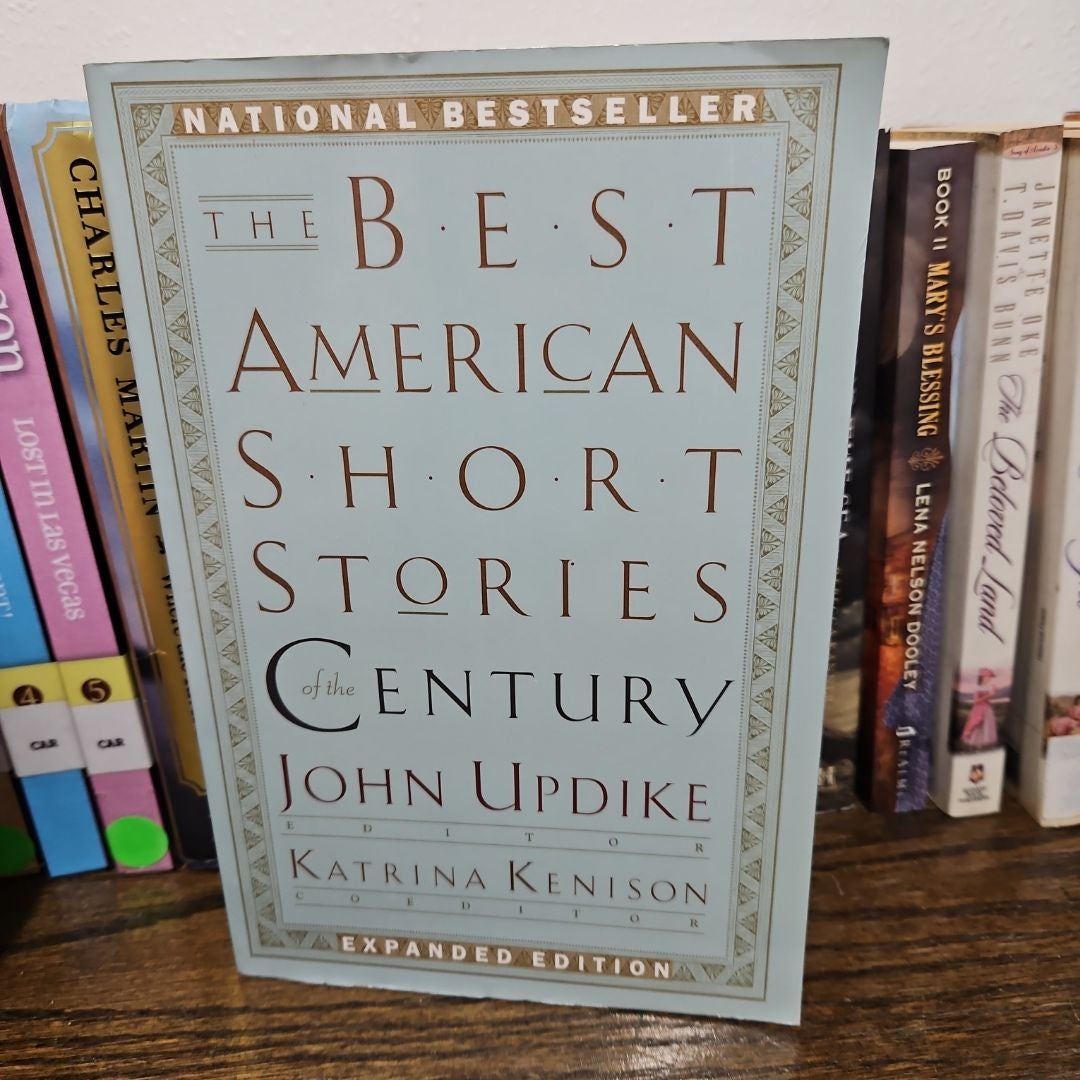 NATIONAL BESTSELLER
THE B·E·S·T
AMERICAN
S·H·O·R·T
STORIES
of the CENTURY
JOHN UPDIKE
EDITOR
KATRINA KENISON
COEDITOR
EXPANDED EDITION
LOST IN LAS VEGAS
4
CAR
5
CAR
CHARLES MARTIN
BOOK II MARY'S BLESSING LENA NELSON DOOLEY
REALMS
JANETTE OKE
T. DAVIS BUNN
The Beloved Land